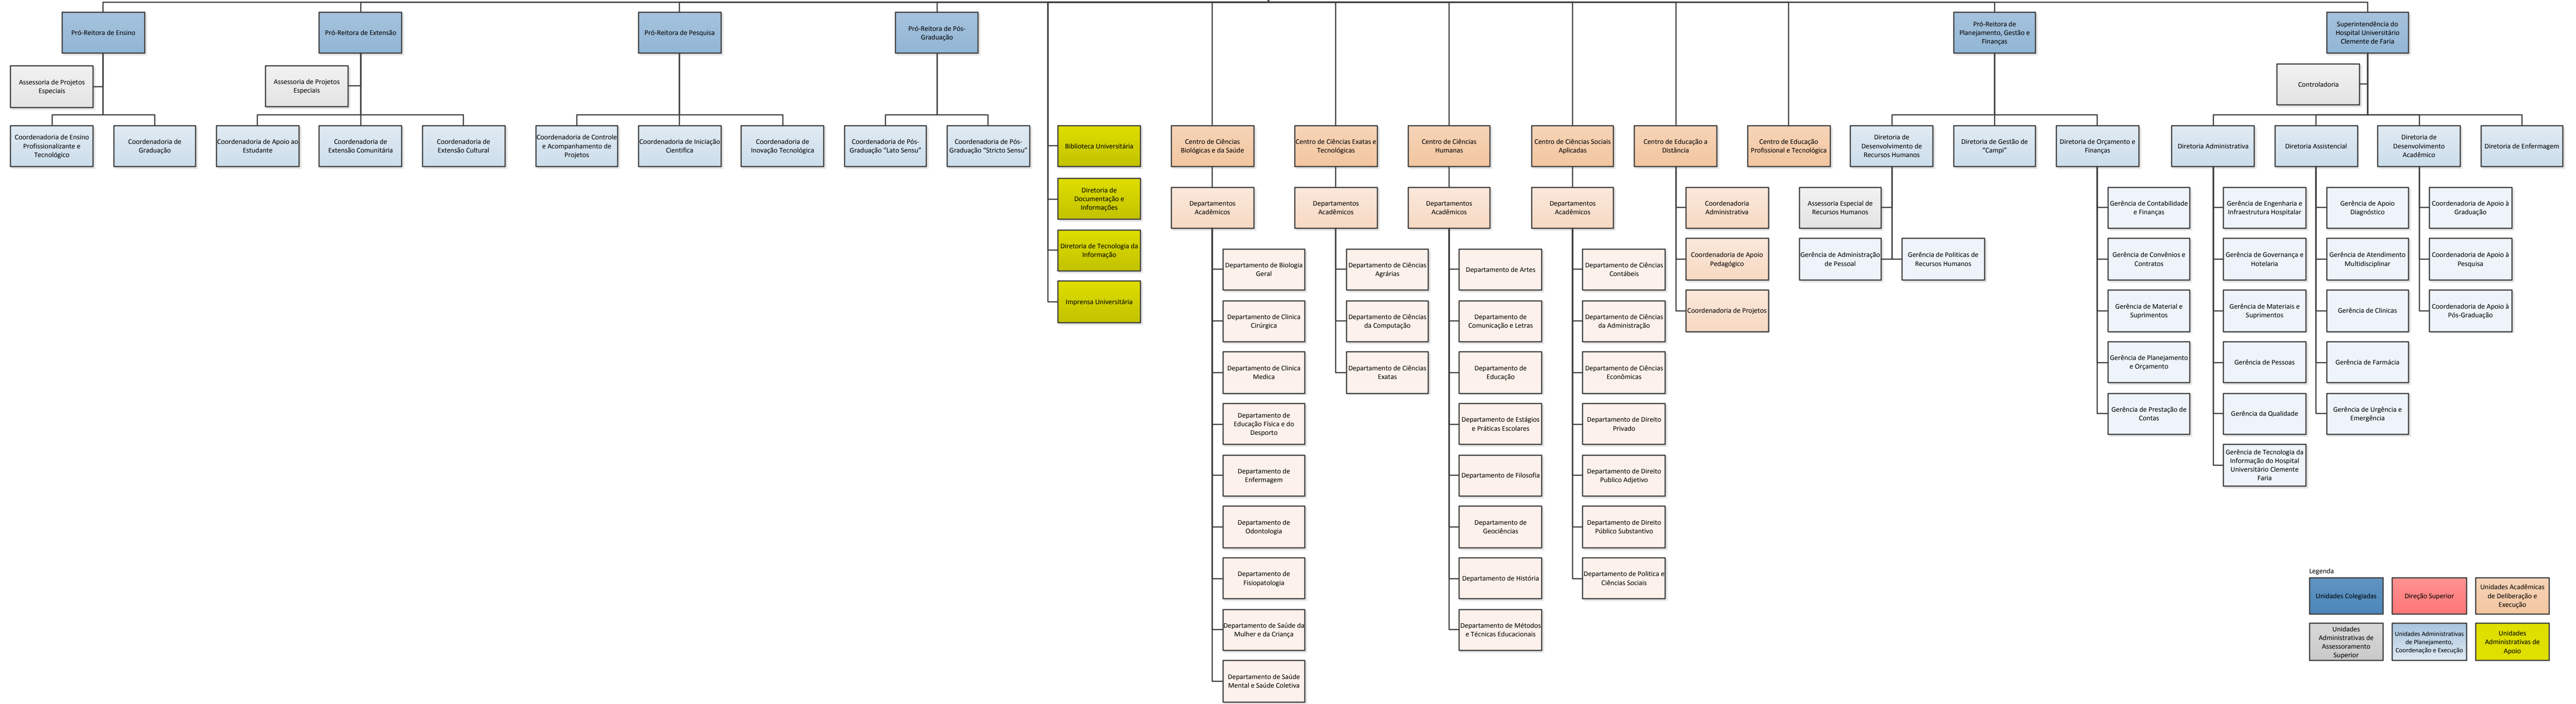 Pró-Reitora de Ensino
Pró-Reitora de Extensão
Pró-Reitora de Pesquisa
Pró-Reitora de Pós-
Graduação
Pró-Reitora de
Planejamento, Gestão e
Finanças
Superintendência do
Hospital Universitário
Clemente de Faria
Assessoria de Projetos
Especiais
Assessoria de Projetos
Especiais
Controladoria
Coordenadoria de Ensino
Profissionalizante e
Tecnológico
Coordenadoria de
Graduação
Coordenadoria de Apoio ao
Estudante
Coordenadoria de
Extensão Comunitária
Coordenadoria de
Extensão Cultural
Coordenadoria de Controle
e Acompanhamento de
Projetos
Coordenadoria de Iniciação
Cientifica
Coordenadoria de
Inovação Tecnológica
Coordenadoria de Pós-
Graduação "Lato Sensu"
Coordenadoria de Pós-
Graduação "Stricto Sensu"
Biblioteca Universitária
Diretoria de
Documentação e
Informações
Diretoria de Tecnologia da
Informação
Imprensa Universitária
Centro de Ciências
Biológicas e da Saúde
Departamentos
Acadêmicos
Departamento de Biologia
Geral
Departamento de Clinica
Cirúrgica
Departamento de Clinica
Medica
Departamento de
Educação Física e do
Desporto
Departamento de
Enfermagem
Departamento de
Odontologia
Departamento de
Fisiopatologia
Departamento de Saúde da
Mulher e da Criança
Departamento de Saúde
Mental e Saúde Coletiva
Centro de Ciências Exatas e
Tecnológicas
Departamentos
Acadêmicos
Departamento de Ciências
Agrárias
Departamento de Ciências
da Computação
Departamento de Ciências
Exatas
Centro de Ciências
Humanas
Departamentos
Acadêmicos
Departamento de Artes
Departamento de
Comunicação e Letras
Departamento de
Educação
Departamento de Estágios
e Práticas Escolares
Departamento de Filosofia
Departamento de
Geociências
Departamento de História
Departamento de Métodos
e Técnicas Educacionais
Centro de Ciências Sociais
Aplicadas
Departamentos
Acadêmicos
Departamento de Ciências
Contábeis
Departamento de Ciências
da Administração
Departamento de Ciências
Econômicas
Departamento de Direito
Privado
Departamento de Direito
Publico Adjetivo
Departamento de Direito
Público Substantivo
Departamento de Politica e
Ciências Sociais
Centro de Educação a
Distância
Coordenadoria
Administrativa
Coordenadoria de Apoio
Pedagógico
Coordenadoria de Projetos
Centro de Educação
Profissional e Tecnológica
Diretoria de
Desenvolvimento de
Recursos Humanos
Assessoria Especial de
Recursos Humanos
Gerência de Administração
de Pessoal
Gerência de Politicas de
Recursos Humanos
Diretoria de Gestão de
"Campi"
Diretoria de Orçamento e
Finanças
Gerência de Contabilidade
e Finanças
Gerência de Convênios e
Contratos
Gerência de Material e
Suprimentos
Gerência de Planejamento
e Orçamento
Gerência de Prestação de
Contas
Diretoria Administrativa
Gerência de Engenharia e
Infraestrutura Hospitalar
Gerência de Governança e
Hotelaria
Gerência de Materiais e
Suprimentos
Gerência de Pessoas
Gerência da Qualidade
Gerência de Tecnologia da
Informação do Hospital
Universitário Clemente
Faria
Diretoria Assistencial
Gerência de Apoio
Diagnóstico
Gerência de Atendimento
Multidisciplinar
Gerência de Clinicas
Gerência de Farmácia
Gerência de Urgência e
Emergência
Diretoria de
Desenvolvimento
Acadêmico
Coordenadoria de Apoio à
Graduação
Coordenadoria de Apoio à
Pesquisa
Coordenadoria de Apoio à
Pós-Graduação
Diretoria de Enfermagem
Legenda
Unidades Colegiadas
Direção Superior
Unidades Acadêmicas
de Deliberação e
Execução
Unidades
Administrativas de
Assessoramento
Superior
Unidades Administrativas
de Planejamento,
Coordenação e Execução
Unidades
Administrativas de
Apoio